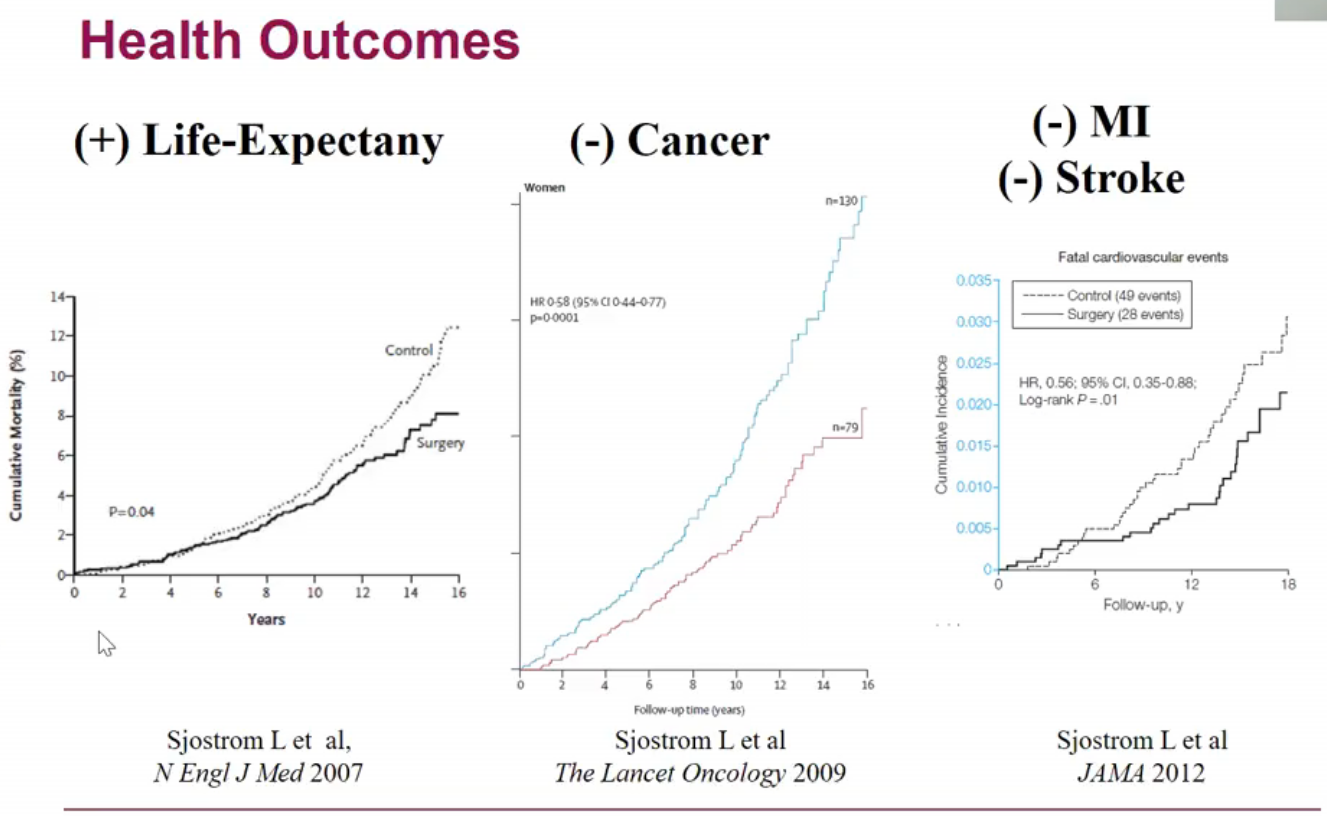 Health Outcomes
(+) Life-Expectany
14
12
10
8
6
4
2
0
Cumulative Mortality (%)
Control
Surgery
P=0.04
0 2 4 6 8 10 12 14 16
Years
Sjostrom L et al,
N Engl J Med 2007
(-) Cancer
Women
n=130
HR 0·58 (95% CI 0·44–0·77)
p=0·0001
n=79
0 2 4 6 8 10 12 14 16
Follow-up time (years)
Sjostrom L et al
The Lancet Oncology 2009
(-) MI
(-) Stroke
Fatal cardiovascular events
0.035
0.030
0.025
0.020
0.015
0.010
0.005
0
Cumulative Incidence
Control (49 events)
Surgery (28 events)
HR, 0.56; 95% CI, 0.35-0.88;
Log-rank P = .01
0 6 12 18
Follow-up, y
. . .
Sjostrom L et al
JAMA 2012